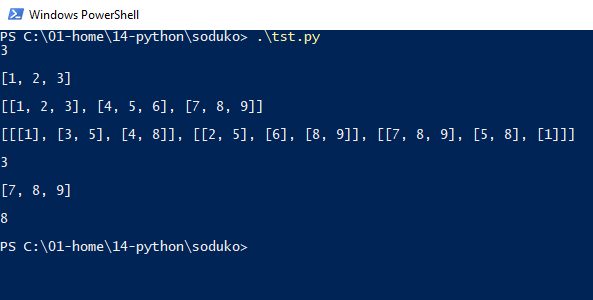 Windows PowerShell
PS C:\01-home\14-python\soduko> .\tst.py
3
[1, 2, 3]
[[1, 2, 3], [4, 5, 6], [7, 8, 9]]
[[[1], [3, 5], [4, 8]], [[2, 5], [6], [8, 9]], [[7, 8, 9], [5, 8], [1]]]
3
[7, 8, 9]
8
PS C:\01-home\14-python\soduko>